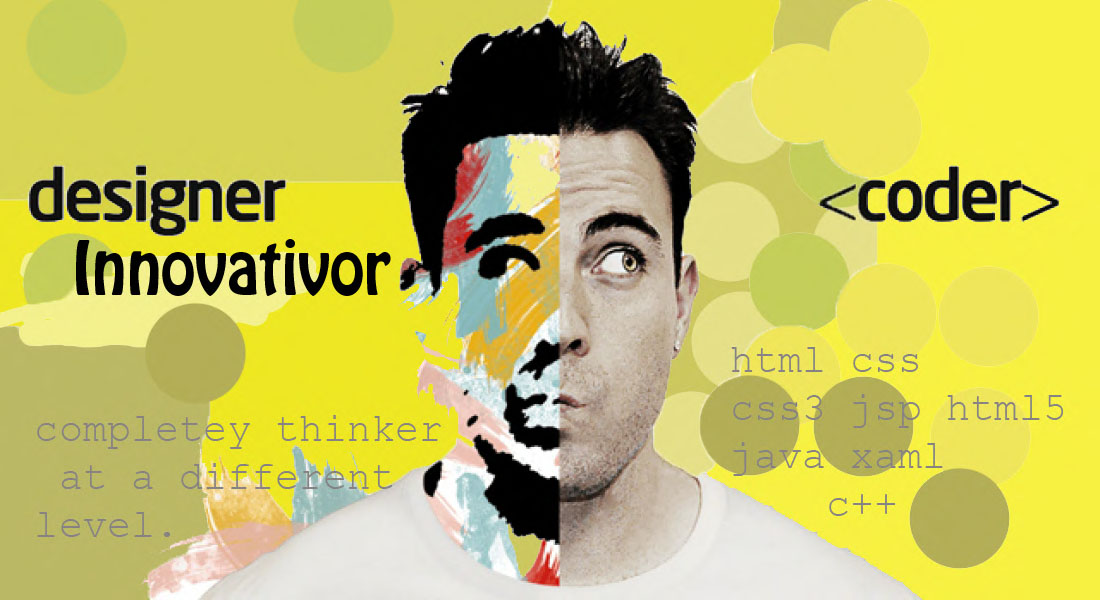 designer
Innovativor
completey thinker
at a different
level.
<coder>
html css
css3 jsp html5
java xaml
c++